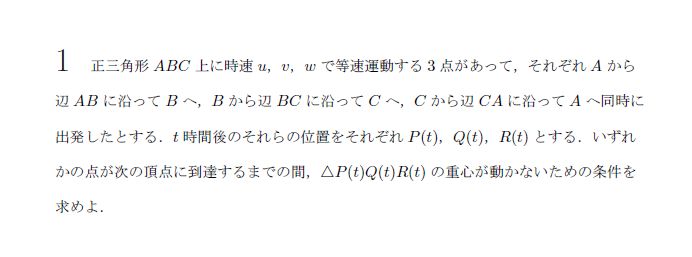 1 正三角形 ABC 上に時速 u，v，w で等速運動する 3 点があって，それぞれ A から
辺 AB に沿って B へ，B から辺 BC に沿って C へ，C から辺 CA に沿って A へ同時に
出発したとする．t 時間後のそれらの位置をそれぞれ P(t)，Q(t)，R(t) とする．いずれ
かの点が次の頂点に到達するまでの間，△P(t)Q(t)R(t) の重心が動かないための条件を
求めよ．